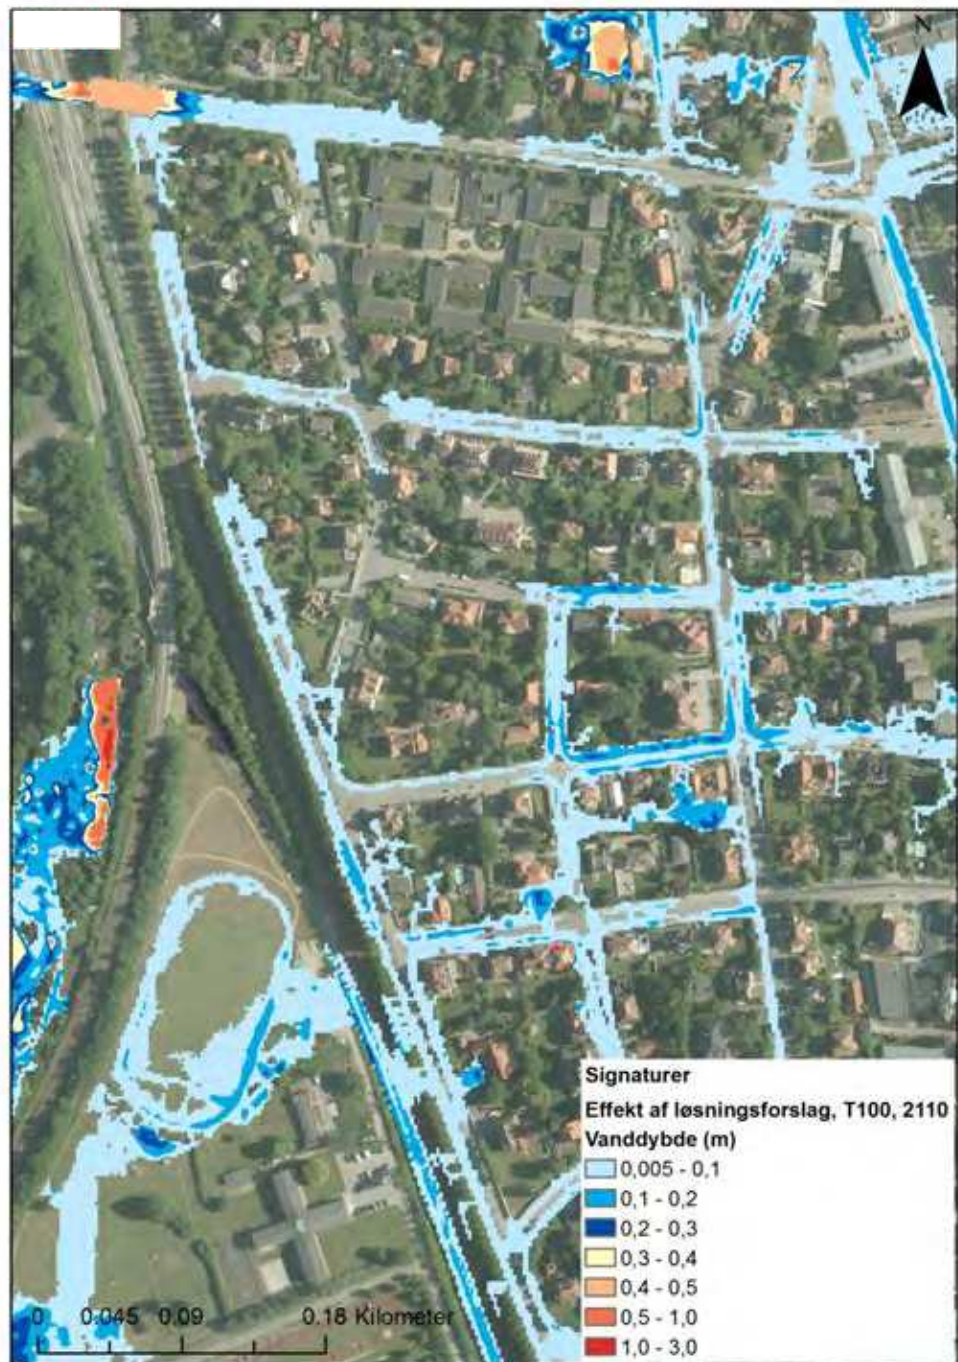 N
Signaturer
Effekt af løsningsforslag, T100, 2110
Vanddybde (m)
0,005 - 0,1
0,1 - 0,2
0,2 - 0,3
0,3 - 0,4
0,4 - 0,5
0,5 - 1,0
1,0 - 3,0
0 0.045 0.09 0.18 Kilometer